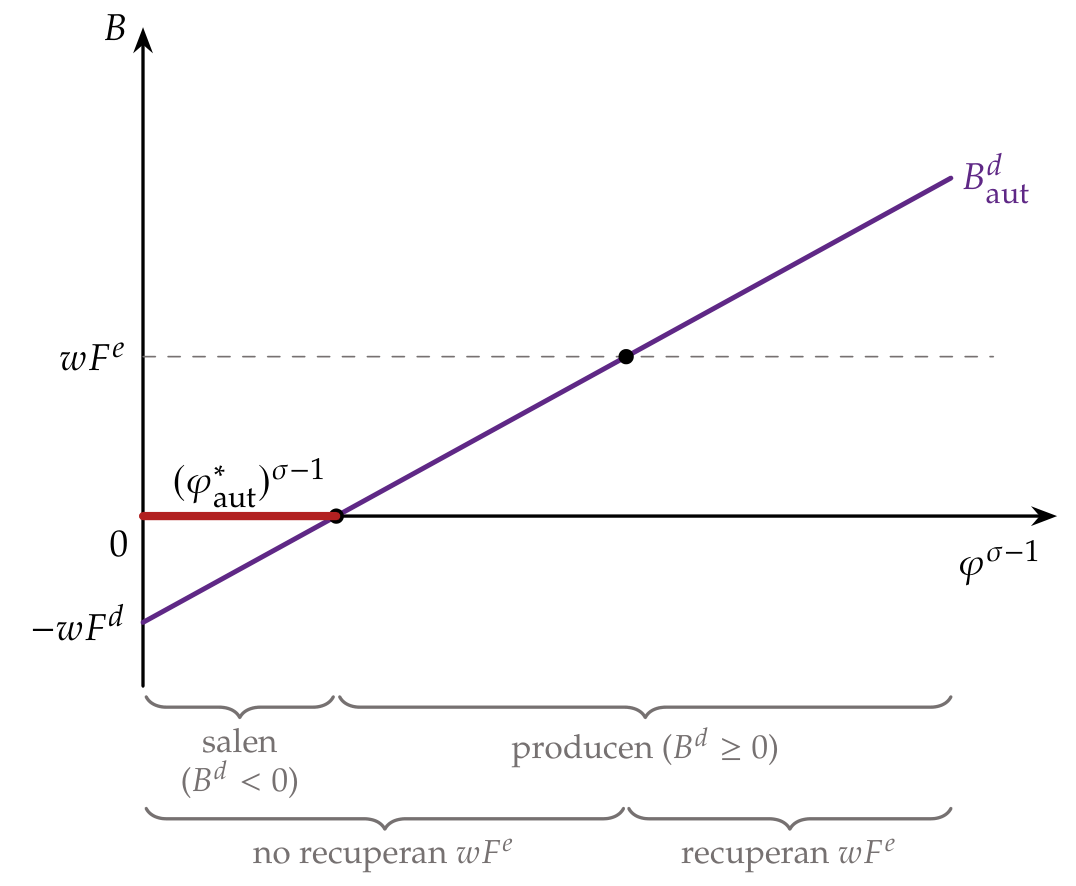 B
B^d_aut
wF^e
(φ*_aut)^{σ−1}
0
φ^{σ−1}
−wF^d
salen
(B^d < 0)
producen (B^d ≥ 0)
no recuperan wF^e
recuperan wF^e